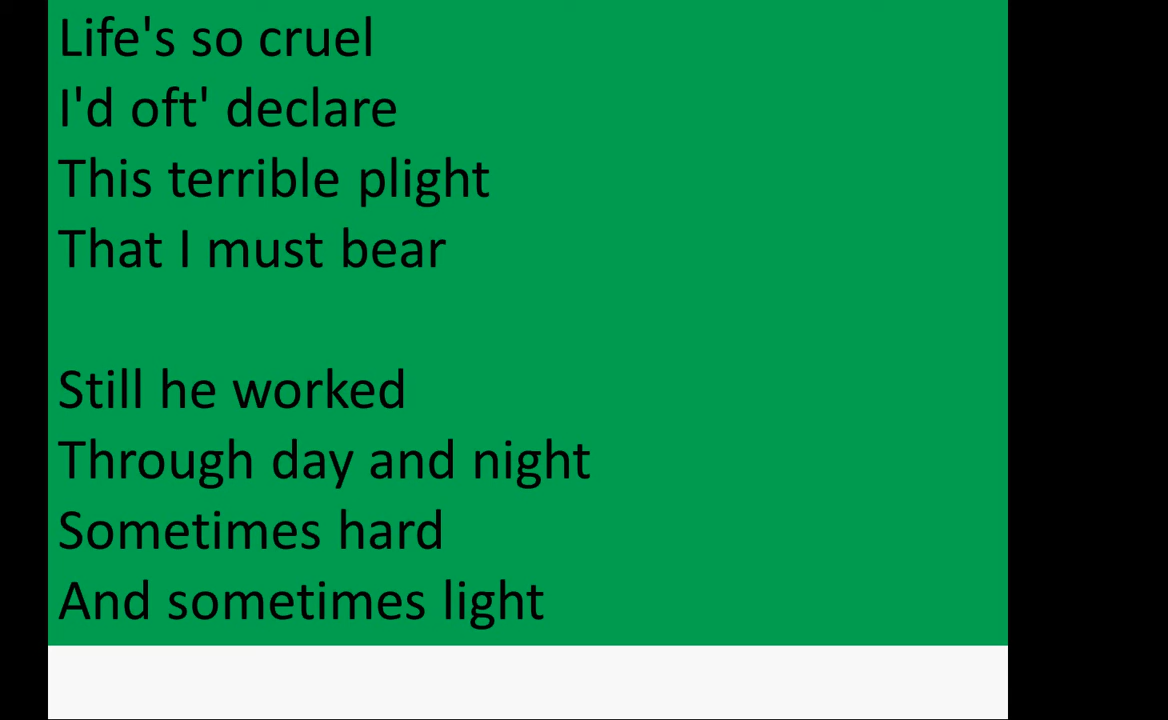 Life's so cruel
I'd oft' declare
This terrible plight
That I must bear

Still he worked
Through day and night
Sometimes hard
And sometimes light